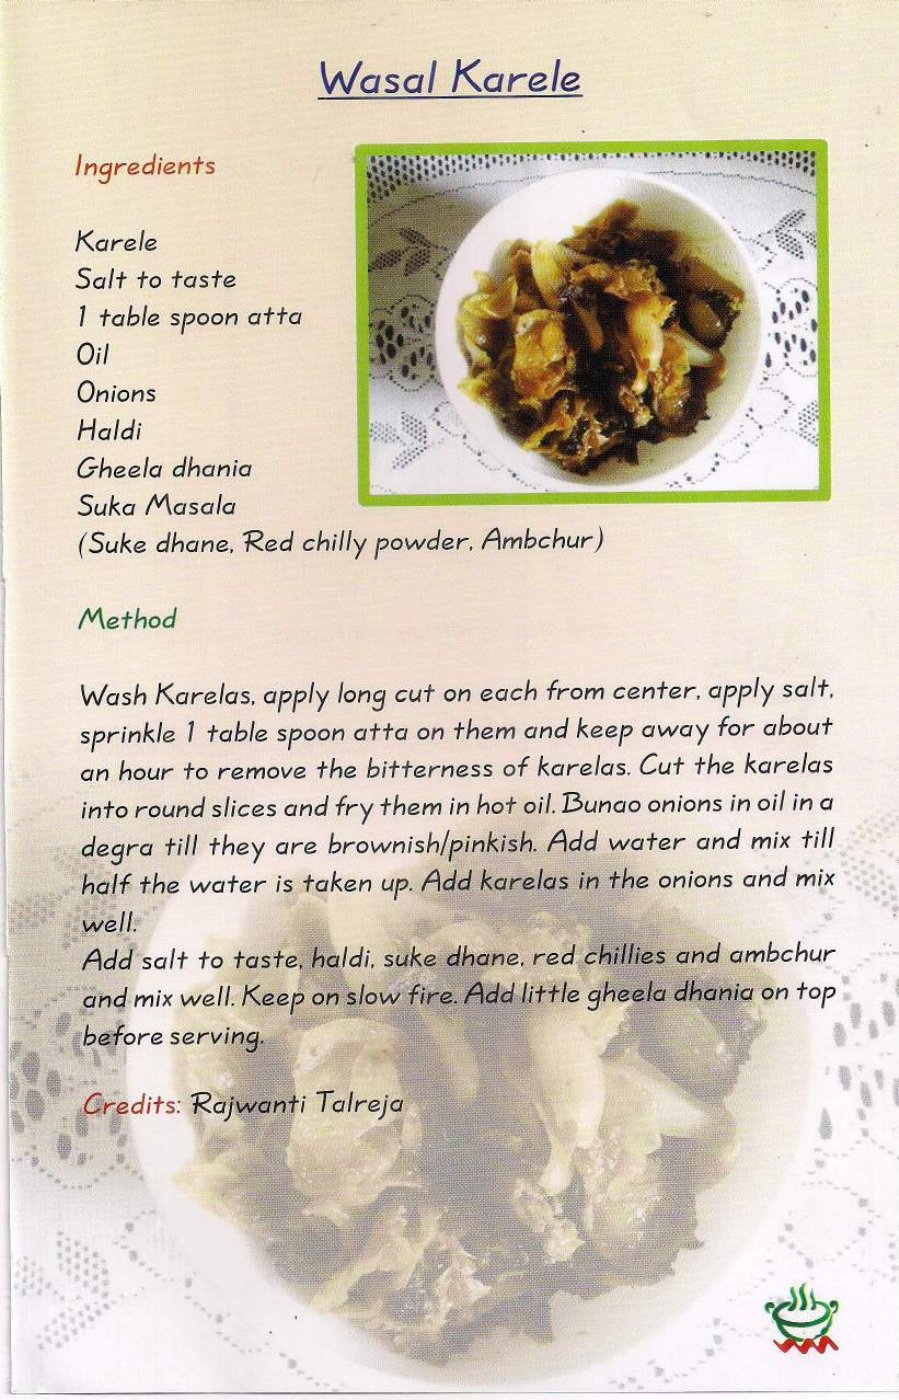 Wasal Karele
Ingredients
Karele
Salt to taste
1 table spoon atta
Oil
Onions
Haldi
Gheela dhania
Suka Masala
(Suke dhane, Red chilly powder, Ambchur)
Method
Wash Karelas, apply long cut on each from center, apply salt,
sprinkle 1 table spoon atta on them and keep away for about
an hour to remove the bitterness of karelas. Cut the karelas
into round slices and fry them in hot oil. Bunao onions in oil in a
degra till they are brownish/pinkish. Add water and mix till
half the water is taken up. Add karelas in the onions and mix
well.
Add salt to taste, haldi, suke dhane, red chillies and ambchur
and mix well. Keep on slow fire. Add little gheela dhania on top
before serving.
Credits: Rajwanti Talreja